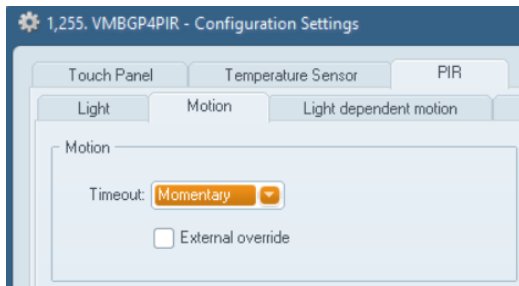 1,255. VMBGP4PIR - Configuration Settings
Touch Panel Temperature Sensor PIR
Light Motion Light dependent motion
Motion
Timeout: Momentary
External override